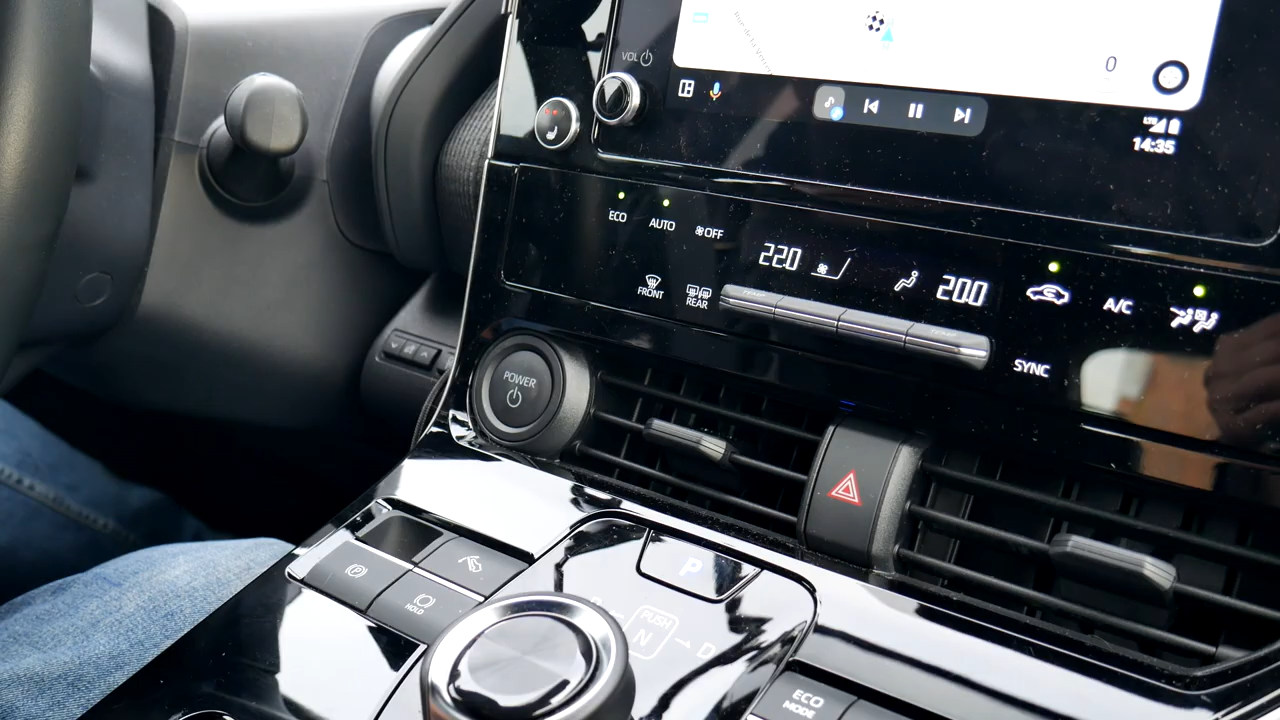 VOL
0
LTE
14:35
ECO
AUTO
OFF
22.0
20.0
FRONT
REAR
A/C
SYNC
POWER
P
P
HOLD
PUSH
N
D
ECO
MODE